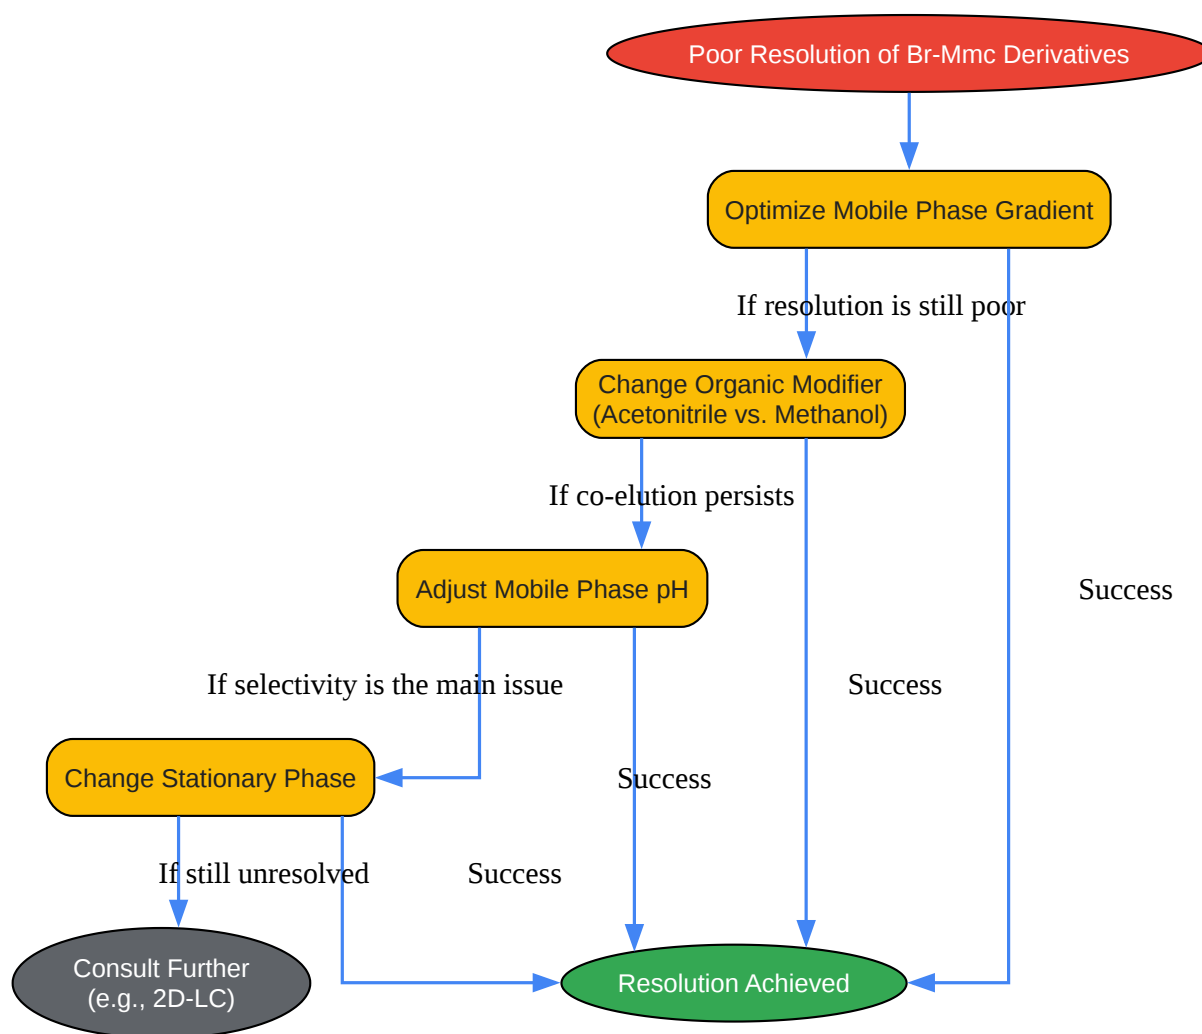 Poor Resolution of Br-Mmc Derivatives
Optimize Mobile Phase Gradient
If resolution is still poor
Change Organic Modifier
(Acetonitrile vs. Methanol)
If co-elution persists
Adjust Mobile Phase pH
Success
If selectivity is the main issue
Success
Change Stationary Phase
Success
If still unresolved
Success
Consult Further
(e.g., 2D-LC)
Resolution Achieved